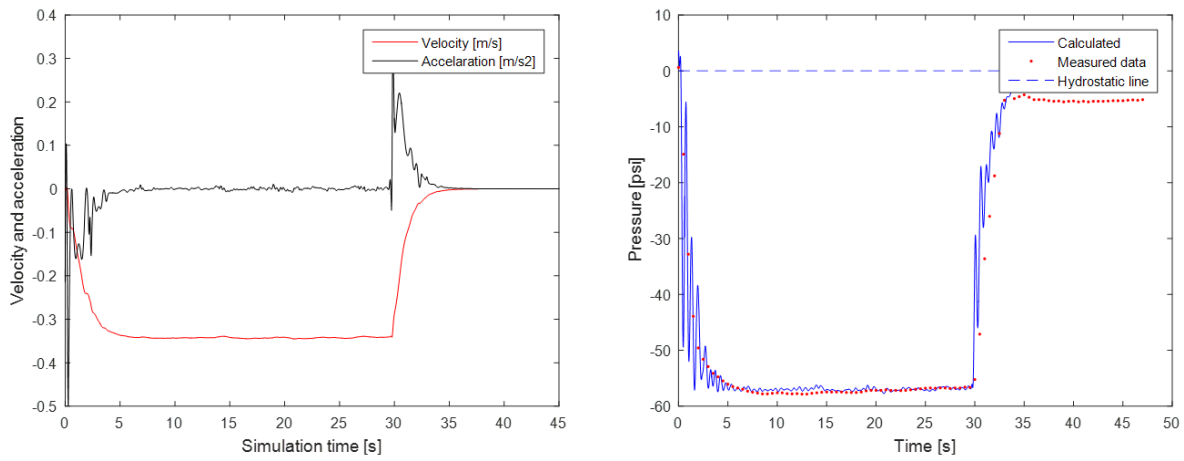 0.4
0.3
0.2
0.1
0
-0.1
-0.2
-0.3
-0.4
-0.5
Velocity and acceleration
Velocity [m/s]
Accelaration [m/s2]
0 5 10 15 20 25 30 35 40 45
Simulation time [s]
10
0
-10
-20
-30
-40
-50
-60
Pressure [psi]
Calculated
Measured data
Hydrostatic line
0 5 10 15 20 25 30 35 40 45 50
Time [s]